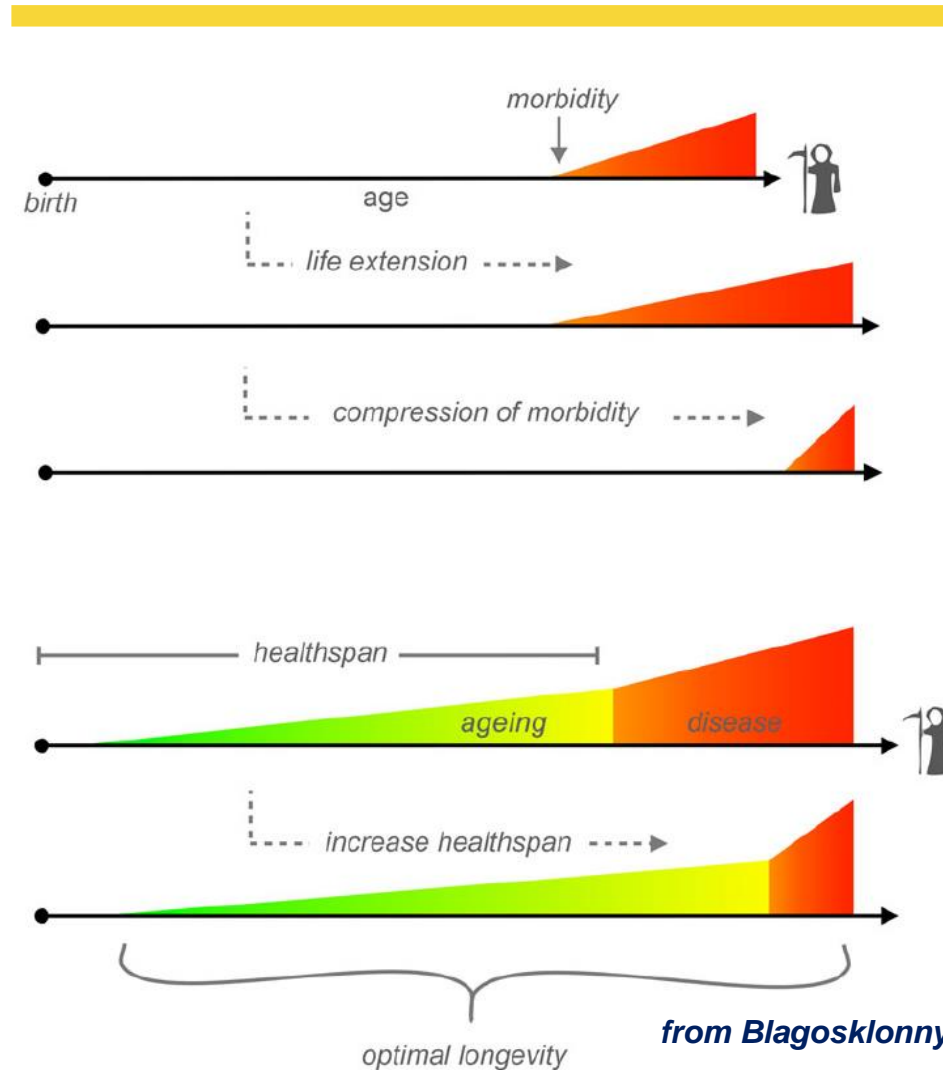 morbidity
birth
age
life extension
compression of morbidity
healthspan
ageing
disease
increase healthspan
optimal longevity
from Blagosklonny